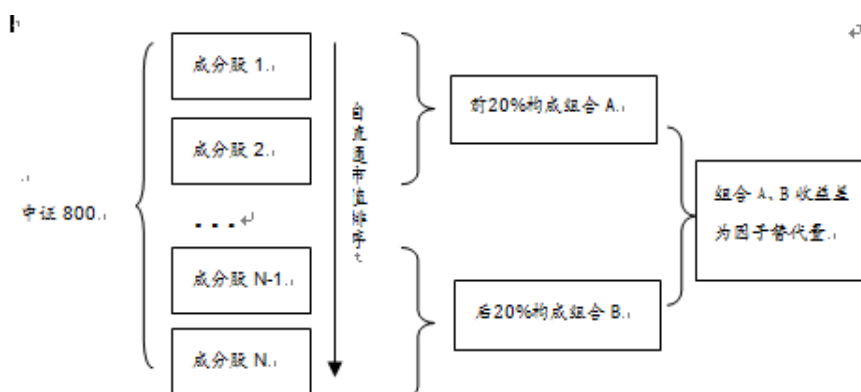 成分股 1.
成分股 2.
...
成分股 N-1.
成分股 N.
中证 800.
自流通市值排序
前20%构成组合 A.
后20%构成组合 B.
组合 A、B 收益差
为因子替代量.